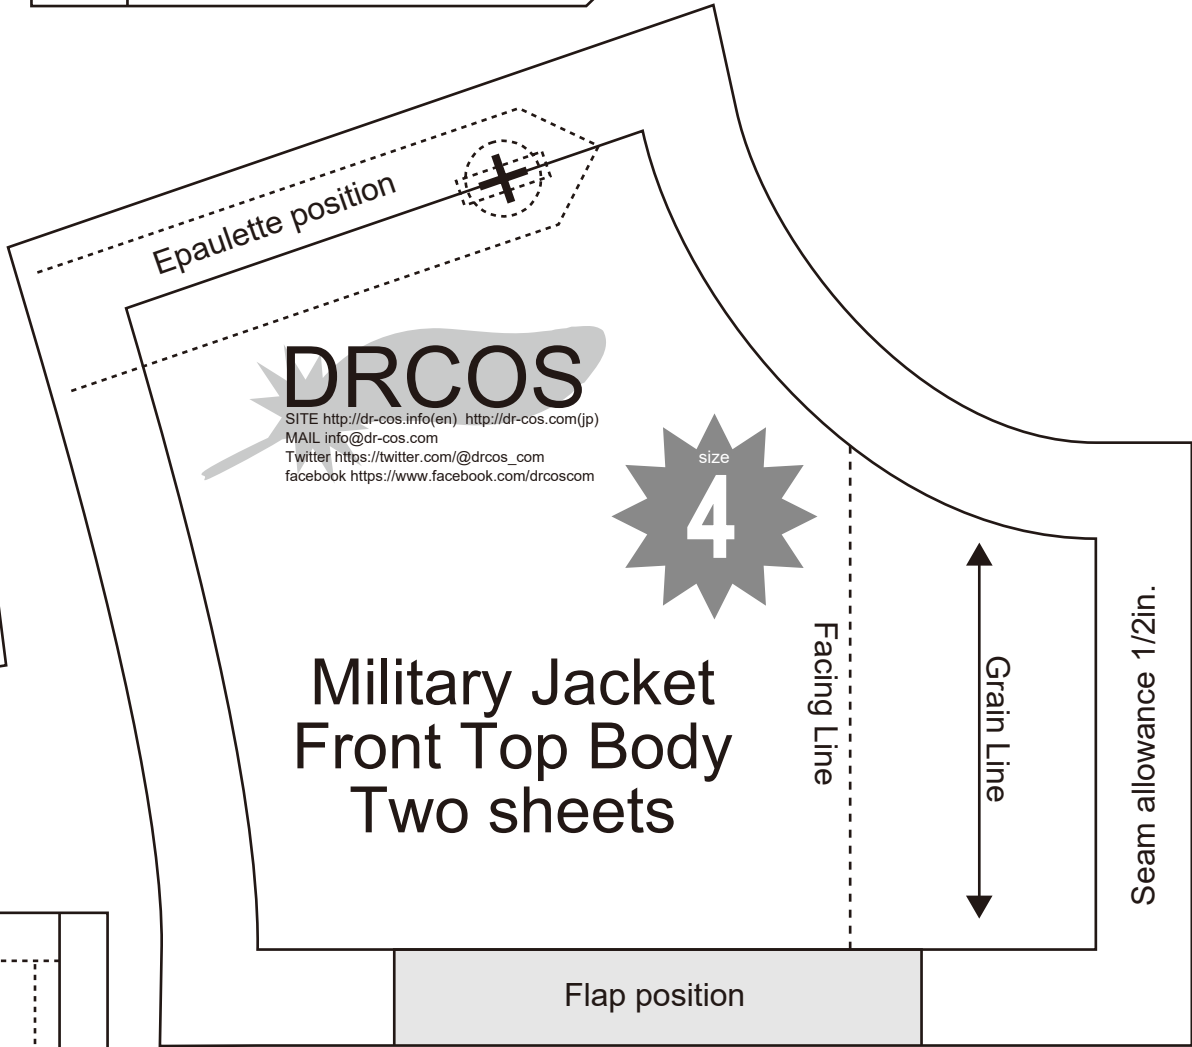 Epaulette position
DRCOS
SITE http://dr-cos.info(en)  http://dr-cos.com(jp)
MAIL info@dr-cos.com
Twitter https://twitter.com/@drcos_com
facebook https://www.facebook.com/drcoscom
size
4
Military Jacket
Front Top Body
Two sheets
Facing Line
Grain Line
Seam allowance 1/2in.
Flap position